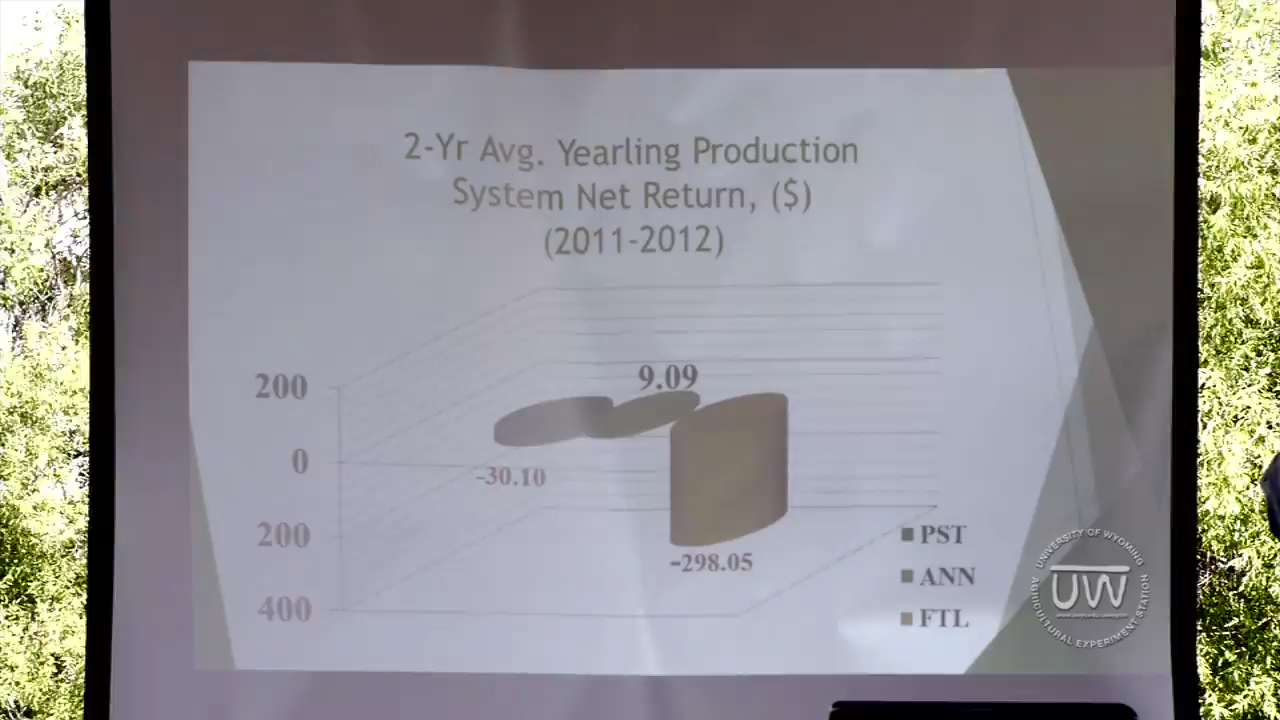 2-Yr Avg. Yearling Production
System Net Return, ($)
(2011-2012)
200
0
200
400
-30.10
9.09
-298.05
PST
ANN
FTL
UNIVERSITY OF WYOMING
UW
AGRICULTURAL EXPERIMENT STATION